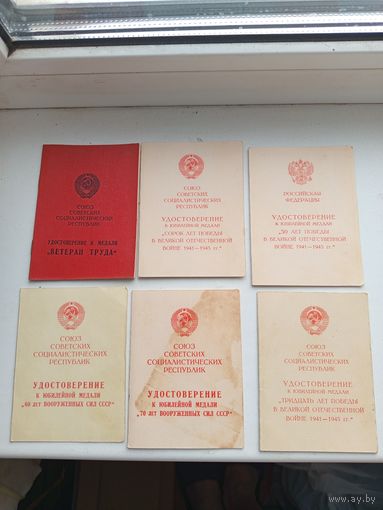 СОЮЗ
СОВЕТСКИХ
СОЦИАЛИСТИЧЕСКИХ
РЕСПУБЛИК
УДОСТОВЕРЕНИЕ К МЕДАЛИ
„ВЕТЕРАН ТРУДА“
СОЮЗ
СОВЕТСКИХ
СОЦИАЛИСТИЧЕСКИХ
РЕСПУБЛИК
УДОСТОВЕРЕНИЕ
К ЮБИЛЕЙНОЙ МЕДАЛИ
„СОРОК ЛЕТ ПОБЕДЫ
В ВЕЛИКОЙ ОТЕЧЕСТВЕННОЙ
ВОЙНЕ 1941—1945 гг.“
РОССИЙСКАЯ
ФЕДЕРАЦИЯ
УДОСТОВЕРЕНИЕ
К ЮБИЛЕЙНОЙ МЕДАЛИ
„50 ЛЕТ ПОБЕДЫ
В ВЕЛИКОЙ ОТЕЧЕСТВЕННОЙ
ВОЙНЕ 1941—1945 гг.“
СОЮЗ
СОВЕТСКИХ
СОЦИАЛИСТИЧЕСКИХ
РЕСПУБЛИК
УДОСТОВЕРЕНИЕ
К ЮБИЛЕЙНОЙ МЕДАЛИ
„60 ЛЕТ ВООРУЖЕННЫХ СИЛ СССР“
СОЮЗ
СОВЕТСКИХ
СОЦИАЛИСТИЧЕСКИХ
РЕСПУБЛИК
УДОСТОВЕРЕНИЕ
К ЮБИЛЕЙНОЙ МЕДАЛИ
„70 ЛЕТ ВООРУЖЕННЫХ СИЛ СССР“
СОЮЗ
СОВЕТСКИХ
СОЦИАЛИСТИЧЕСКИХ
РЕСПУБЛИК
УДОСТОВЕРЕНИЕ
К ЮБИЛЕЙНОЙ МЕДАЛИ
„ТРИДЦАТЬ ЛЕТ ПОБЕДЫ
В ВЕЛИКОЙ ОТЕЧЕСТВЕННОЙ
ВОЙНЕ 1941—1945 гг.“
www.ay.by